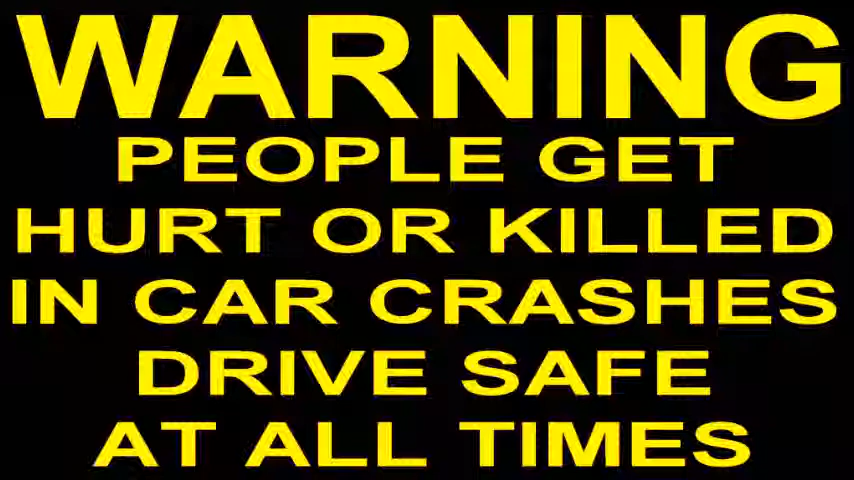 WARNING
PEOPLE GET
HURT OR KILLED
IN CAR CRASHES
DRIVE SAFE
AT ALL TIMES